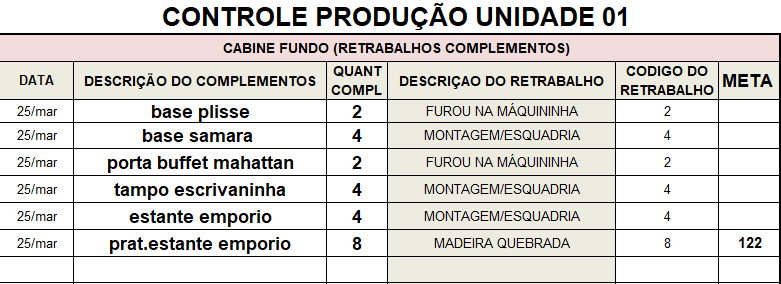 CONTROLE PRODUÇÃO UNIDADE 01
CABINE FUNDO (RETRABALHOS COMPLEMENTOS)
DATA DESCRIÇÃO DO COMPLEMENTOS QUANT COMPL DESCRIÇAO DO RETRABALHO CODIGO DO RETRABALHO META
25/mar base plisse 2 FUROU NA MÁQUININHA 2
25/mar base samara 4 MONTAGEM/ESQUADRIA 4
25/mar porta buffet mahattan 2 FUROU NA MÁQUININHA 2
25/mar tampo escrivaninha 4 MONTAGEM/ESQUADRIA 4
25/mar estante emporio 4 MONTAGEM/ESQUADRIA 4
25/mar prat.estante emporio 8 MADEIRA QUEBRADA 8 122